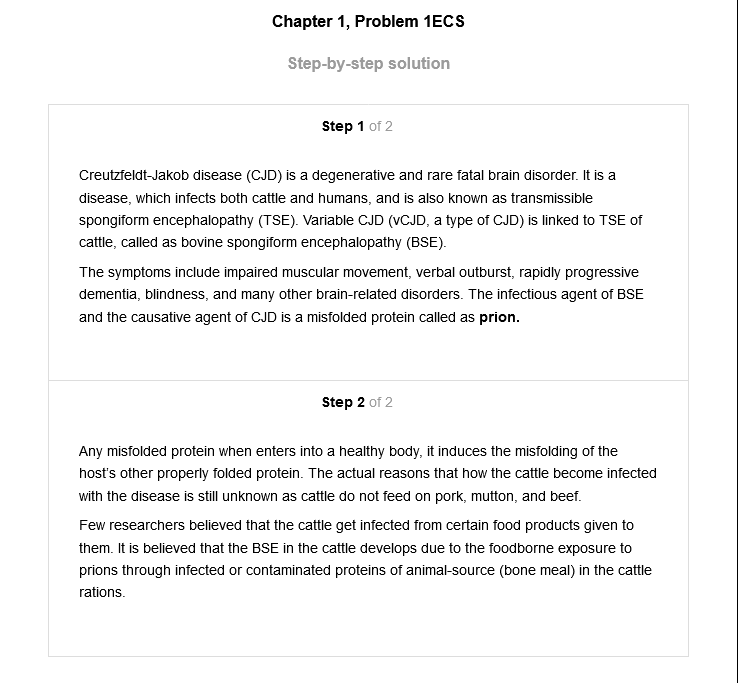 Chapter 1, Problem 1ECS
Step-by-step solution
Step 1 of 2
Creutzfeldt-Jakob disease (CJD) is a degenerative and rare fatal brain disorder. It is a
disease, which infects both cattle and humans, and is also known as transmissible
spongiform encephalopathy (TSE). Variable CJD (vCJD, a type of CJD) is linked to TSE of
cattle, called as bovine spongiform encephalopathy (BSE).
The symptoms include impaired muscular movement, verbal outburst, rapidly progressive
dementia, blindness, and many other brain-related disorders. The infectious agent of BSE
and the causative agent of CJD is a misfolded protein called as prion.
Step 2 of 2
Any misfolded protein when enters into a healthy body, it induces the misfolding of the
host's other properly folded protein. The actual reasons that how the cattle become infected
with the disease is still unknown as cattle do not feed on pork, mutton, and beef.
Few researchers believed that the cattle get infected from certain food products given to
them. It is believed that the BSE in the cattle develops due to the foodborne exposure to
prions through infected or contaminated proteins of animal-source (bone meal) in the cattle
rations.